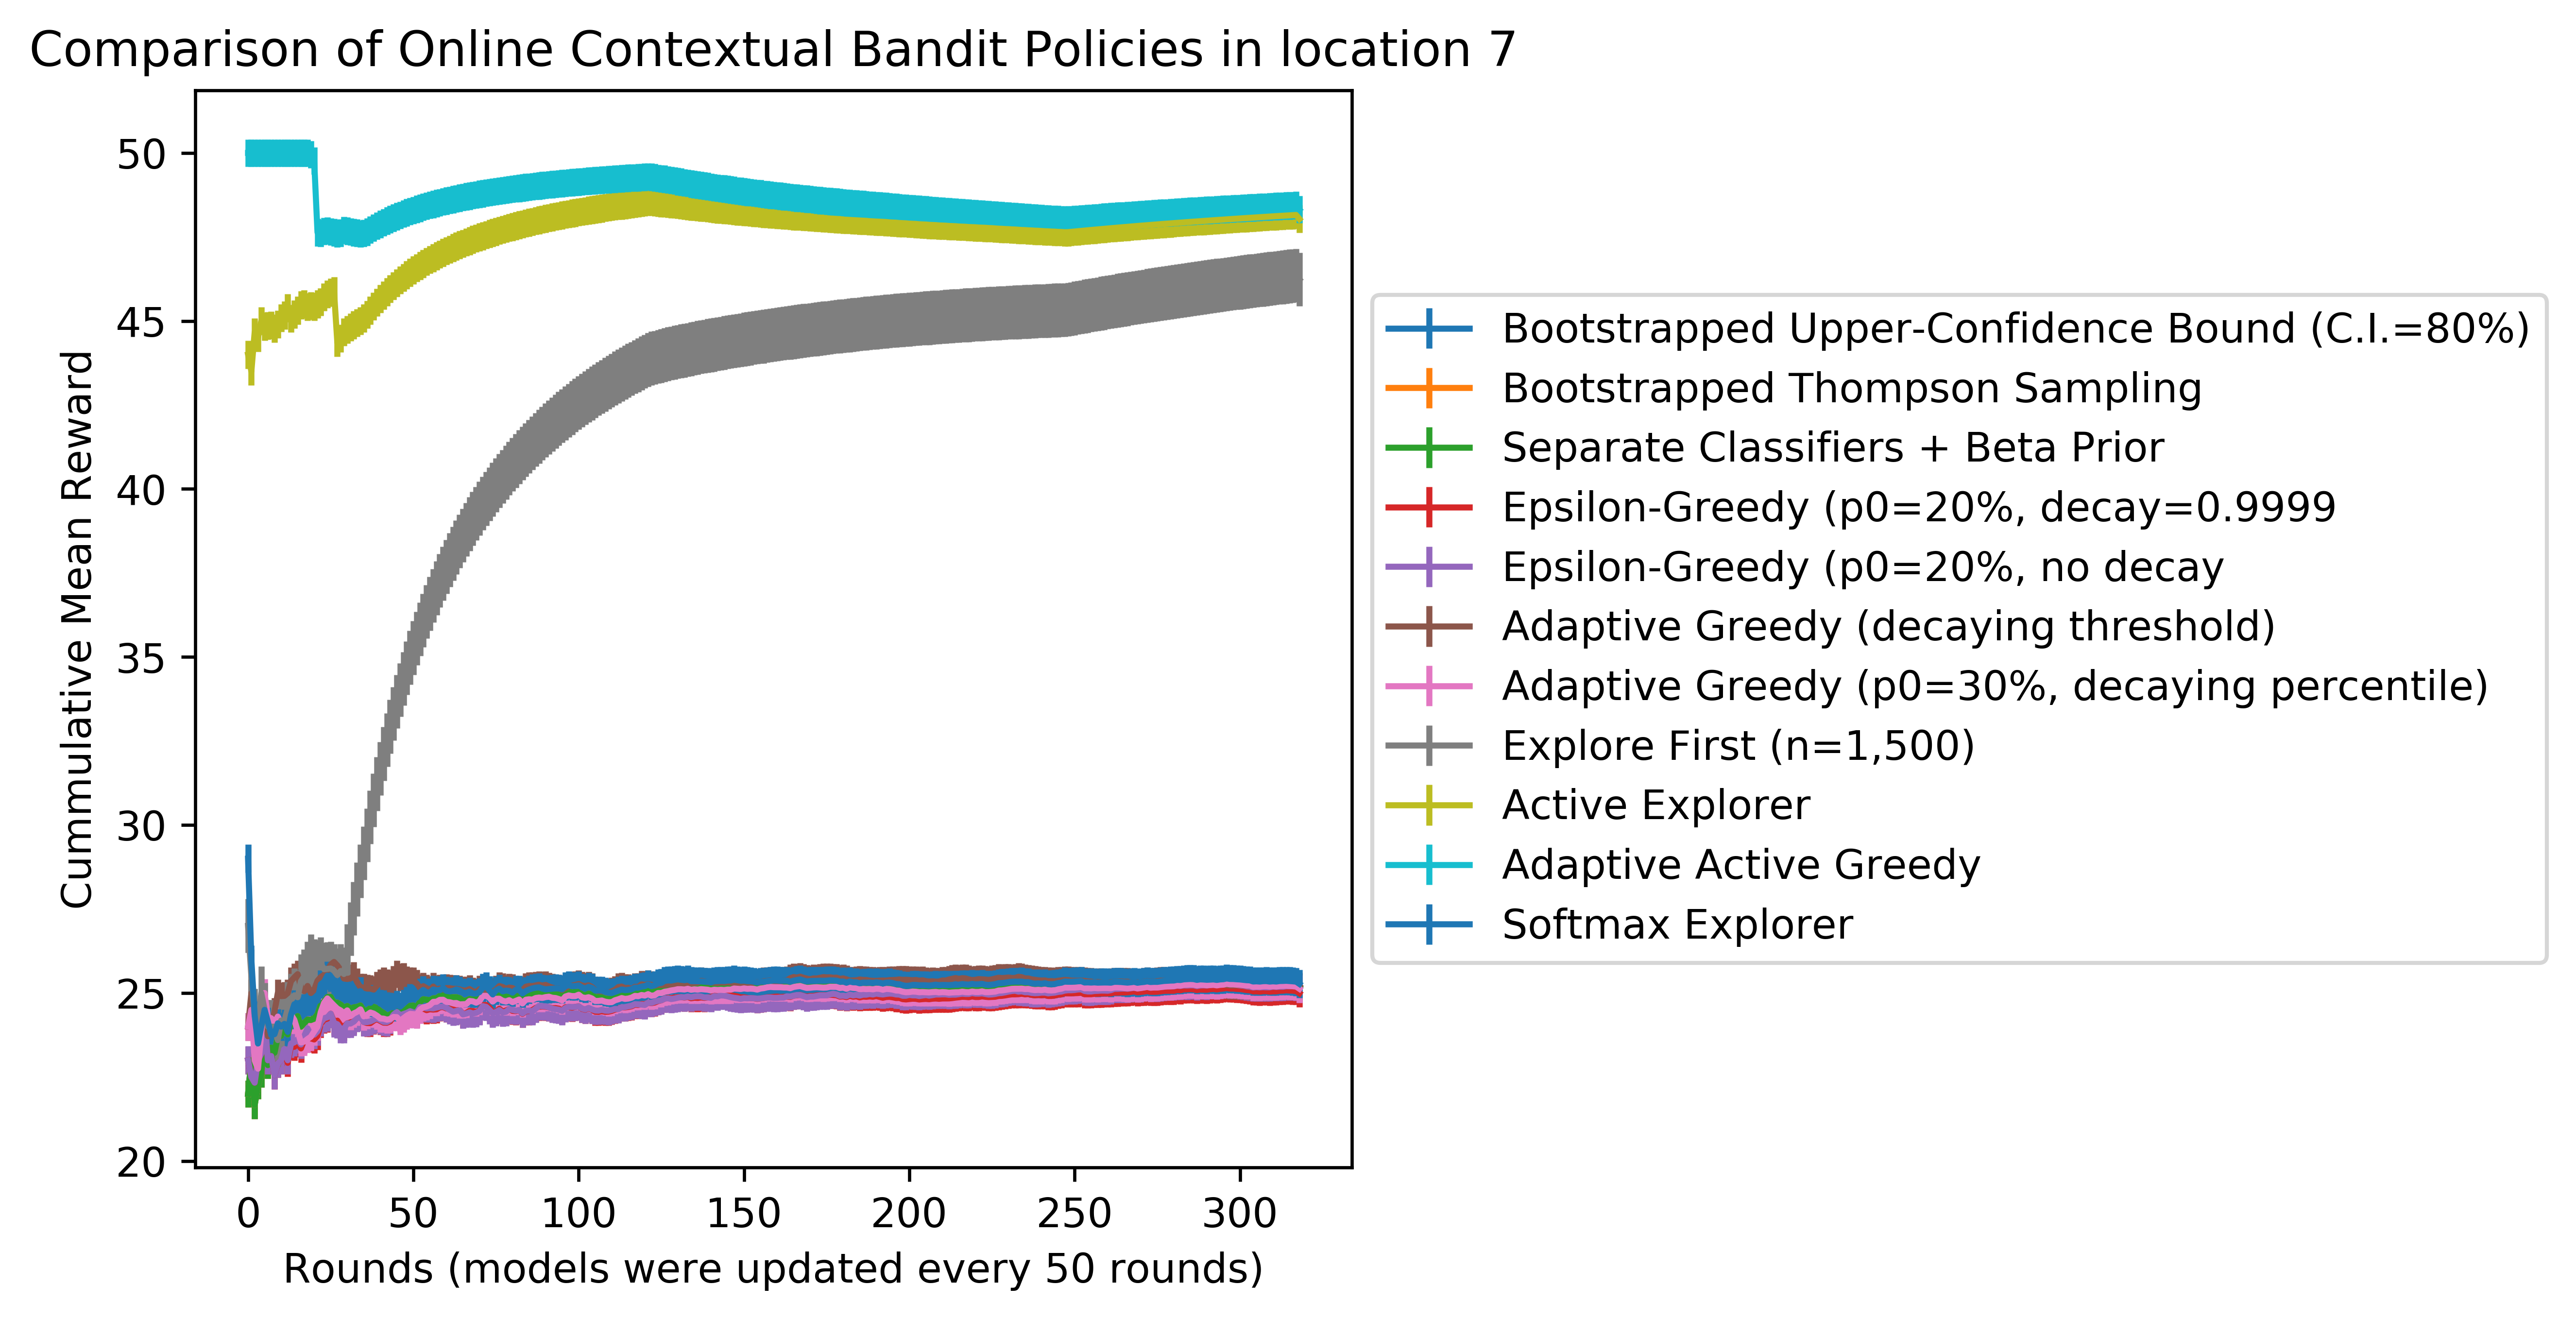 Comparison of Online Contextual Bandit Policies in location 7
Cummulative Mean Reward
50
45
40
35
30
25
20
0 50 100 150 200 250 300
Rounds (models were updated every 50 rounds)
Bootstrapped Upper-Confidence Bound (C.I.=80%)
Bootstrapped Thompson Sampling
Separate Classifiers + Beta Prior
Epsilon-Greedy (p0=20%, decay=0.9999
Epsilon-Greedy (p0=20%, no decay
Adaptive Greedy (decaying threshold)
Adaptive Greedy (p0=30%, decaying percentile)
Explore First (n=1,500)
Active Explorer
Adaptive Active Greedy
Softmax Explorer